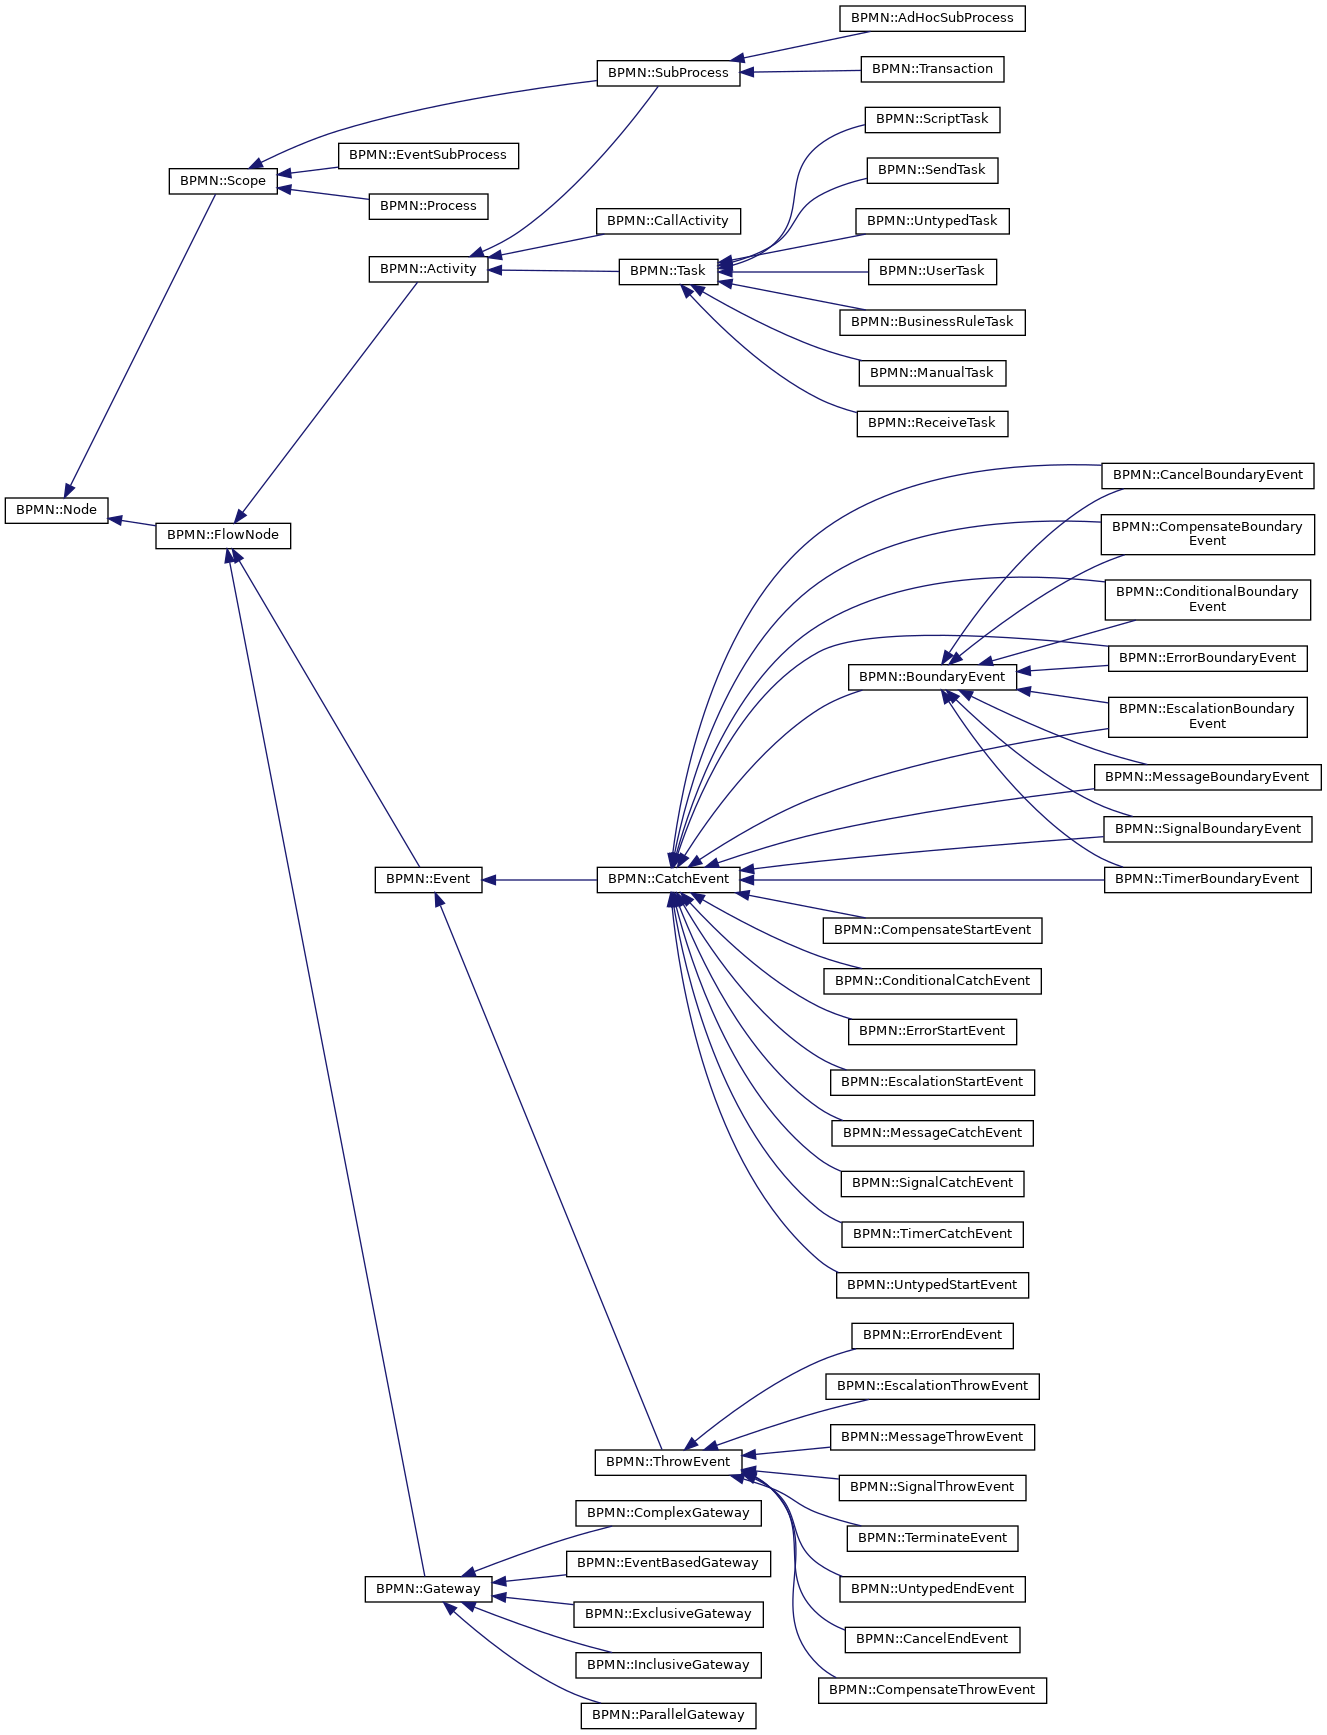 BPMN::AdHocSubProcess
BPMN::SubProcess
BPMN::Transaction
BPMN::ScriptTask
BPMN::EventSubProcess
BPMN::SendTask
BPMN::Scope
BPMN::Process
BPMN::CallActivity
BPMN::UntypedTask
BPMN::Activity
BPMN::Task
BPMN::UserTask
BPMN::BusinessRuleTask
BPMN::ManualTask
BPMN::ReceiveTask
BPMN::CancelBoundaryEvent
BPMN::Node
BPMN::FlowNode
BPMN::CompensateBoundary
Event
BPMN::ConditionalBoundary
Event
BPMN::ErrorBoundaryEvent
BPMN::BoundaryEvent
BPMN::EscalationBoundary
Event
BPMN::MessageBoundaryEvent
BPMN::SignalBoundaryEvent
BPMN::Event
BPMN::CatchEvent
BPMN::TimerBoundaryEvent
BPMN::CompensateStartEvent
BPMN::ConditionalCatchEvent
BPMN::ErrorStartEvent
BPMN::EscalationStartEvent
BPMN::MessageCatchEvent
BPMN::SignalCatchEvent
BPMN::TimerCatchEvent
BPMN::UntypedStartEvent
BPMN::ErrorEndEvent
BPMN::EscalationThrowEvent
BPMN::MessageThrowEvent
BPMN::ThrowEvent
BPMN::SignalThrowEvent
BPMN::ComplexGateway
BPMN::TerminateEvent
BPMN::EventBasedGateway
BPMN::Gateway
BPMN::UntypedEndEvent
BPMN::ExclusiveGateway
BPMN::CancelEndEvent
BPMN::InclusiveGateway
BPMN::CompensateThrowEvent
BPMN::ParallelGateway